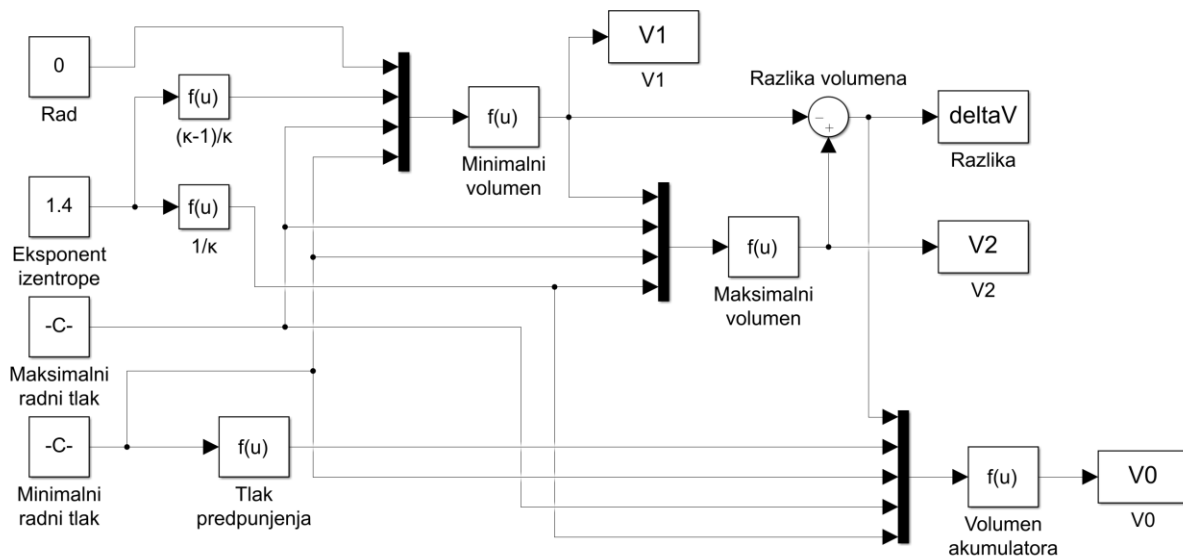 V1
V1
0
Rad
f(u)
(κ-1)/κ
f(u)
Minimalni
volumen
Razlika volumena
deltaV
Razlika
1.4
Eksponent
izentrope
f(u)
1/κ
f(u)
Maksimalni
volumen
V2
V2
-C-
Maksimalni
radni tlak
-C-
Minimalni
radni tlak
f(u)
Tlak
predpunjenja
f(u)
Volumen
akumulatora
V0
V0